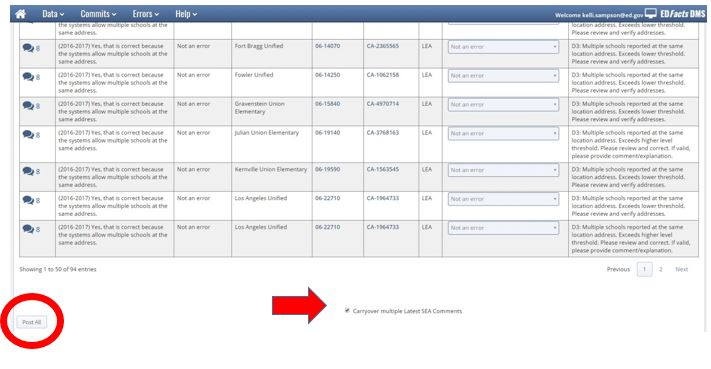 Data Commits Errors Help Welcome kelli.sampson@ed.gov EDFacts DMS
the systems allow multiple schools at the same address. location address. Exceeds lower threshold. Please review and verify addresses.
8 (2016-2017) Yes, that is correct because the systems allow multiple schools at the same address. Not an error Fort Bragg Unified 06-14070 CA-2365565 LEA Not an error D3: Multiple schools reported at the same location address. Exceeds lower threshold. Please review and verify addresses.
8 (2016-2017) Yes, that is correct because the systems allow multiple schools at the same address. Not an error Fowler Unified 06-14250 CA-1062158 LEA Not an error D3: Multiple schools reported at the same location address. Exceeds lower threshold. Please review and verify addresses.
8 (2016-2017) Yes, that is correct because the systems allow multiple schools at the same address. Not an error Gravenstein Union Elementary 06-15840 CA-4970714 LEA Not an error D3: Multiple schools reported at the same location address. Exceeds lower threshold. Please review and verify addresses.
8 (2016-2017) Yes, that is correct because the systems allow multiple schools at the same address. Not an error Julian Union Elementary 06-19140 CA-3768163 LEA Not an error D3: Multiple schools reported at the same location address. Exceeds higher level threshold. Please review and correct. If valid, please provide comment/explanation.
8 (2016-2017) Yes, that is correct because the systems allow multiple schools at the same address. Not an error Kernville Union Elementary 06-19590 CA-1563545 LEA Not an error D3: Multiple schools reported at the same location address. Exceeds lower threshold. Please review and verify addresses.
8 (2016-2017) Yes, that is correct because the systems allow multiple schools at the same address. Not an error Los Angeles Unified 06-22710 CA-1964733 LEA Not an error D3: Multiple schools reported at the same location address. Exceeds lower threshold. Please review and verify addresses.
8 (2016-2017) Yes, that is correct because the systems allow multiple schools at the same address. Not an error Los Angeles Unified 06-22710 CA-1964733 LEA Not an error D3: Multiple schools reported at the same location address. Exceeds higher level threshold. Please review and correct. If valid, please provide comment/explanation.
Showing 1 to 50 of 94 entries Previous 1 2 Next
Carryover multiple Latest SEA Comments
Post All